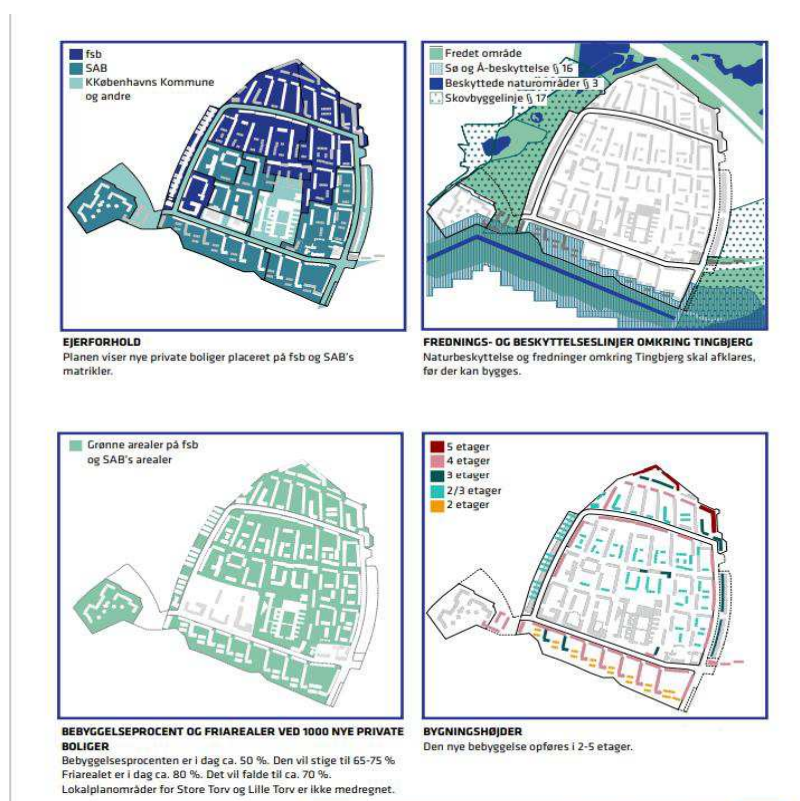 fsb
SAB
KKøbenhavns Kommune
og andre
EJERFORHOLD
Planen viser nye private boliger placeret på fsb og SAB's
matrikler.
Fredet område
Sø og Å-beskyttelse § 16
Beskyttede naturområder § 3
Skovbyggelinje § 17
FREDNINGS- OG BESKYTTELSESLINJER OMKRING TINGBJERG
Naturbeskyttelse og fredninger omkring Tingbjerg skal afklares,
før der kan bygges.
Grønne arealer på fsb
og SAB's arealer
BEBYGGELSEPROCENT OG FRIAREALER VED 1000 NYE PRIVATE
BOLIGER
Bebyggelsesprocenten er i dag ca. 50 %. Den vil stige til 65-75 %
Friarealet er i dag ca. 80 %. Det vil falde til ca. 70 %.
Lokalplanområder for Store Torv og Lille Torv er ikke medregnet.
5 etager
4 etager
3 etager
2/3 etager
2 etager
BYGNINGSHØJDER
Den nye bebyggelse opføres i 2-5 etager.